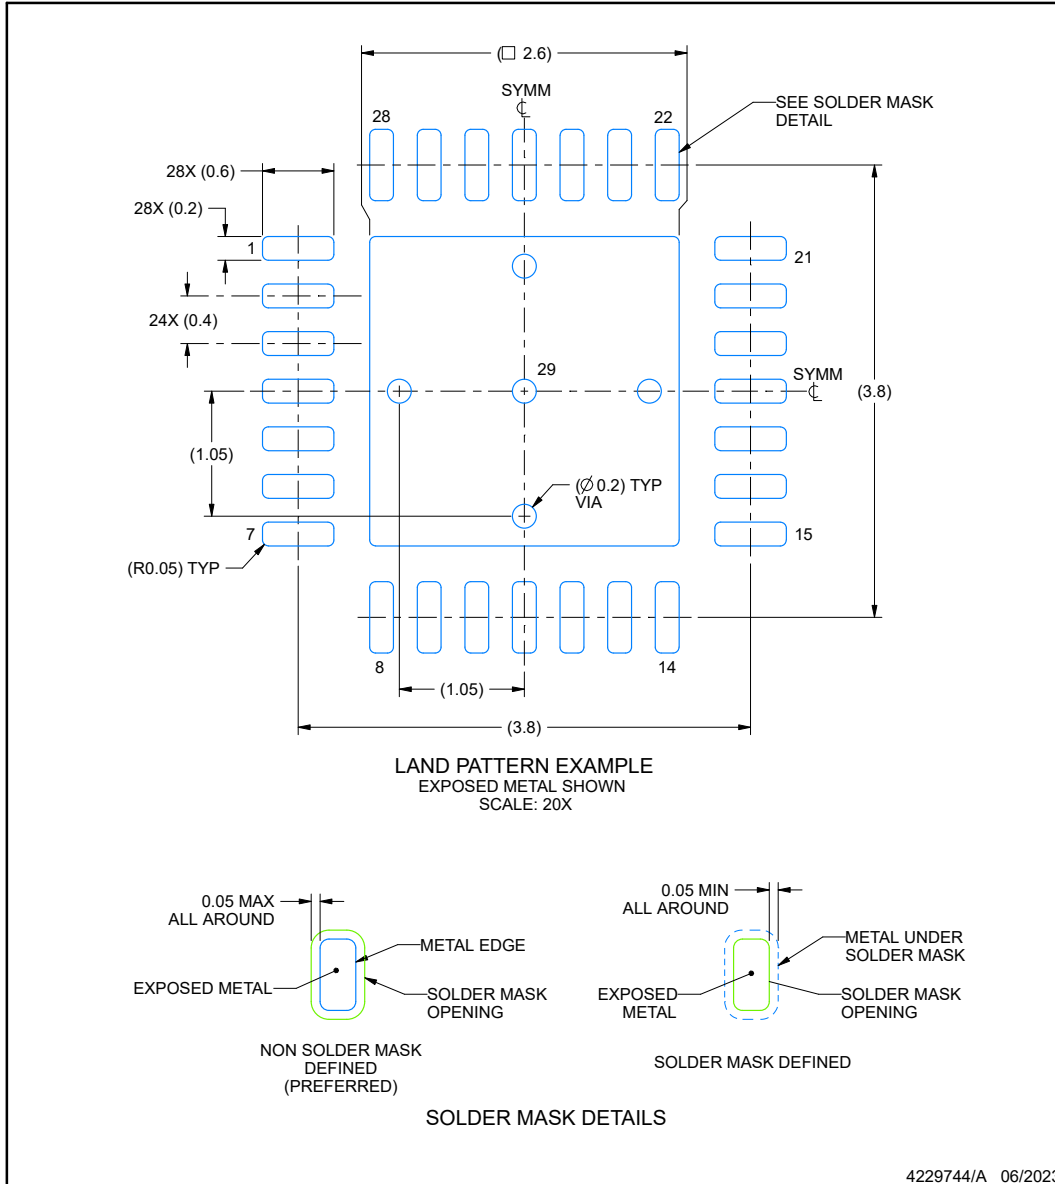 (□ 2.6)
SYMM
℄
SEE SOLDER MASK
DETAIL
28
22
28X (0.6)
28X (0.2)
1
21
24X (0.4)
29
SYMM
℄
(3.8)
(1.05)
(Ø 0.2) TYP
VIA
7
15
(R0.05) TYP
8
14
(1.05)
(3.8)
LAND PATTERN EXAMPLE
EXPOSED METAL SHOWN
SCALE: 20X
0.05 MAX
ALL AROUND
METAL EDGE
EXPOSED METAL
SOLDER MASK
OPENING
NON SOLDER MASK
DEFINED
(PREFERRED)
0.05 MIN
ALL AROUND
METAL UNDER
SOLDER MASK
EXPOSED
METAL
SOLDER MASK
OPENING
SOLDER MASK DEFINED
SOLDER MASK DETAILS
4229744/A 06/2023